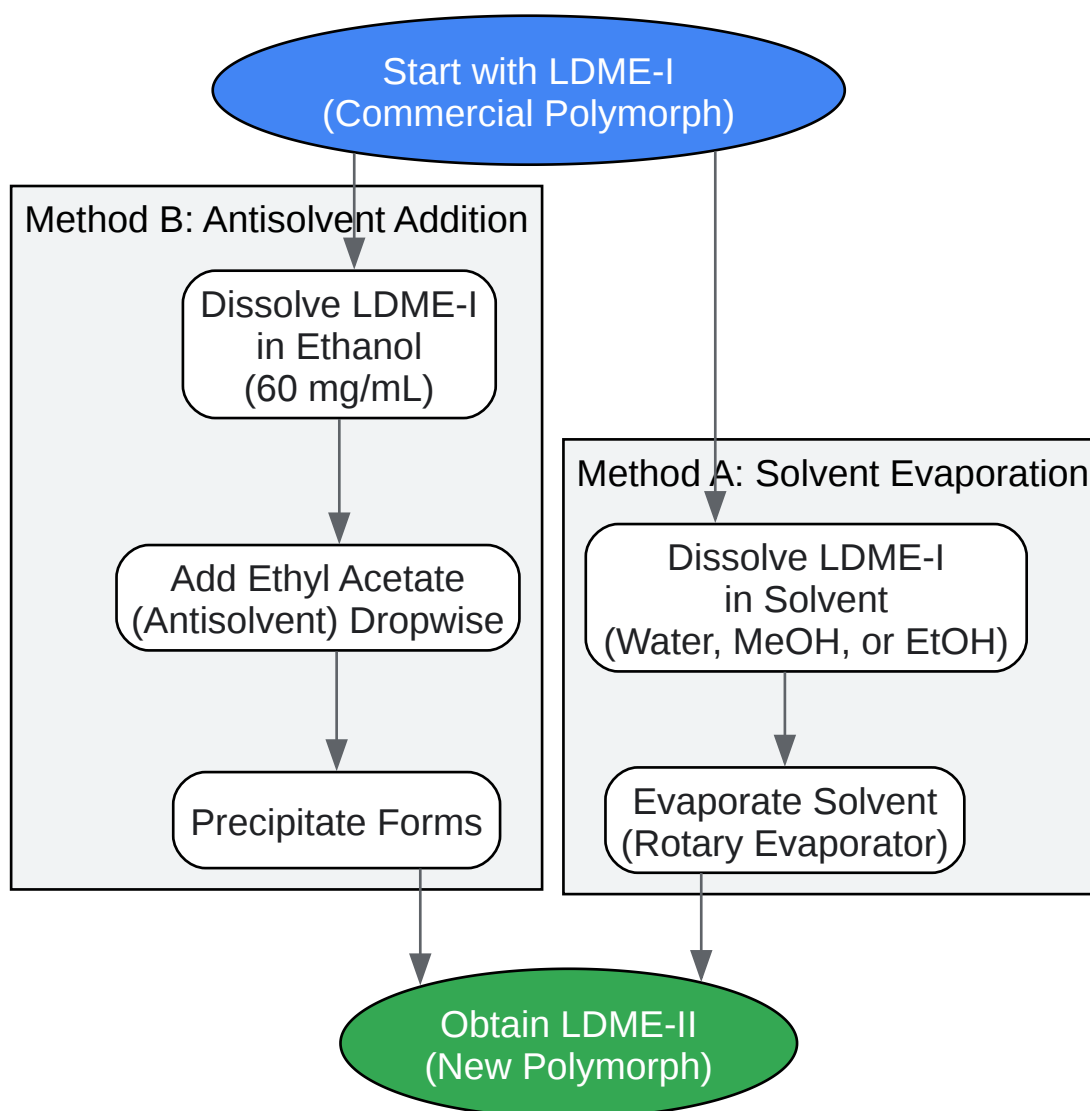 Start with LDME-I
(Commercial Polymorph)
Method B: Antisolvent Addition
Dissolve LDME-I
in Ethanol
(60 mg/mL)
Add Ethyl Acetate
(Antisolvent) Dropwise
Precipitate Forms
Method A: Solvent Evaporation
Dissolve LDME-I
in Solvent
(Water, MeOH, or EtOH)
Evaporate Solvent
(Rotary Evaporator)
Obtain LDME-II
(New Polymorph)